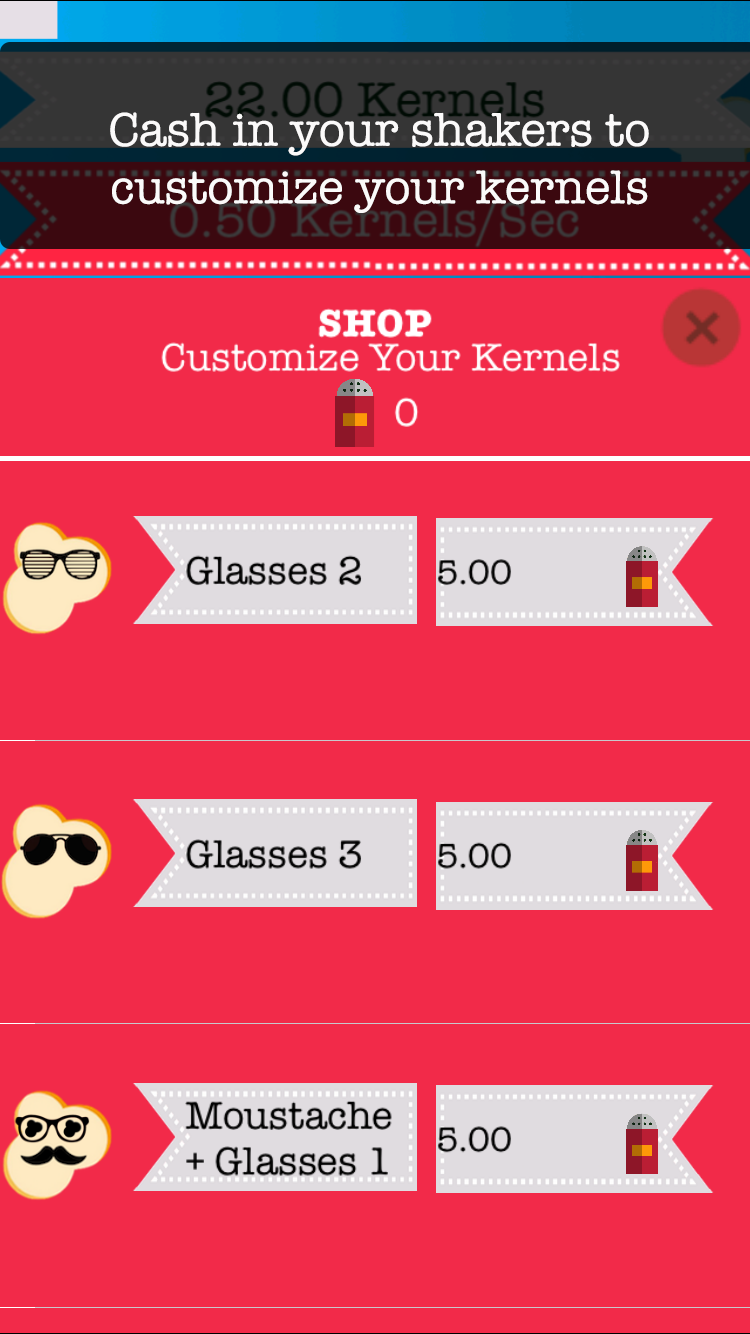 22.00 Kernels
Cash in your shakers to
customize your kernels
0.50 Kernels/Sec
SHOP
Customize Your Kernels
0
Glasses 2
5.00
Glasses 3
5.00
Moustache
+ Glasses 1
5.00